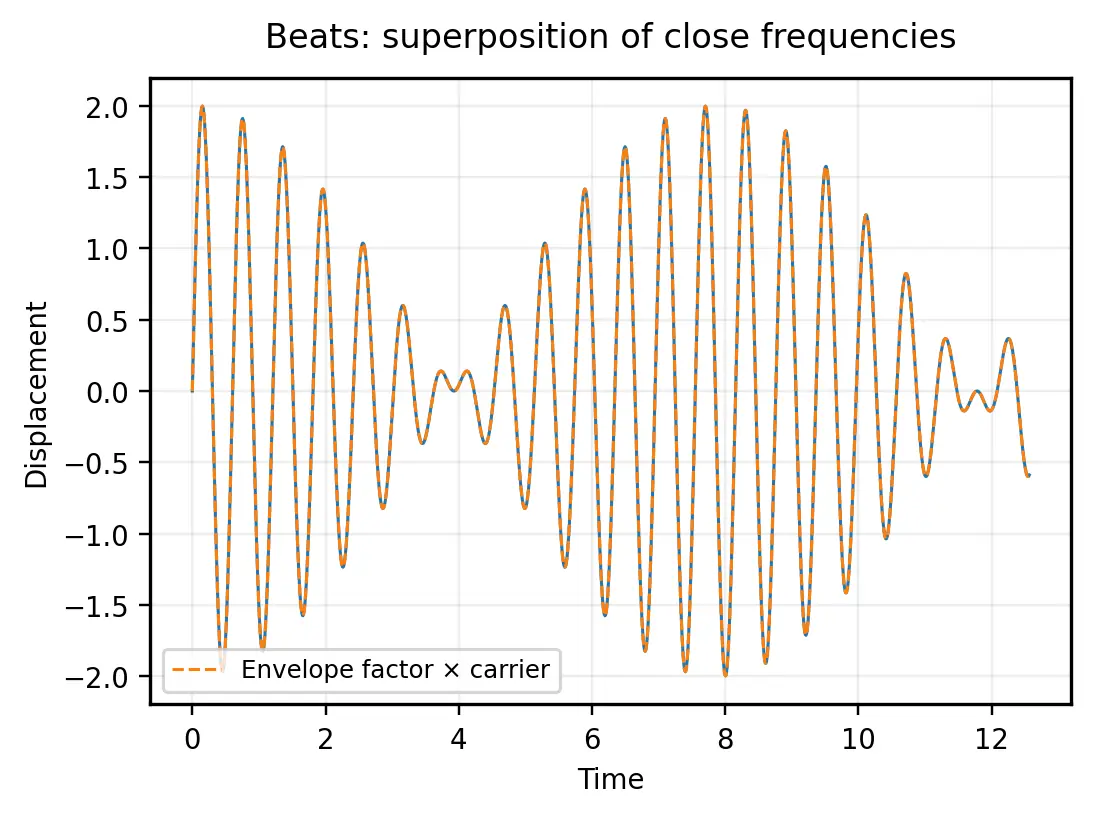 Beats: superposition of close frequencies
Displacement
2.0
1.5
1.0
0.5
0.0
−0.5
−1.0
−1.5
−2.0
Envelope factor × carrier
0 2 4 6 8 10 12
Time